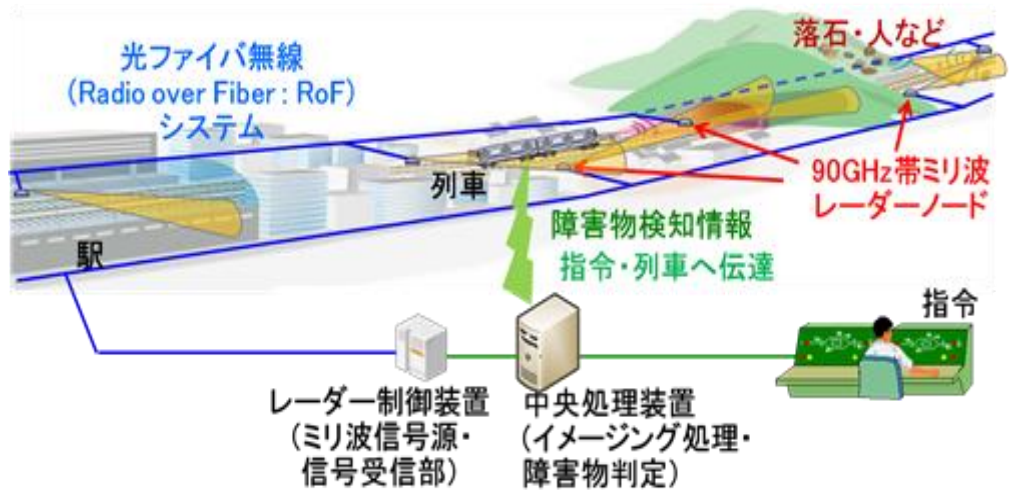 光ファイバ無線
(Radio over Fiber : RoF)
システム
落石・人など
列車
90GHz帯ミリ波
レーダーノード
駅
障害物検知情報
指令・列車へ伝達
指令
レーダー制御装置
(ミリ波信号源・
信号受信部)
中央処理装置
(イメージング処理・
障害物判定)